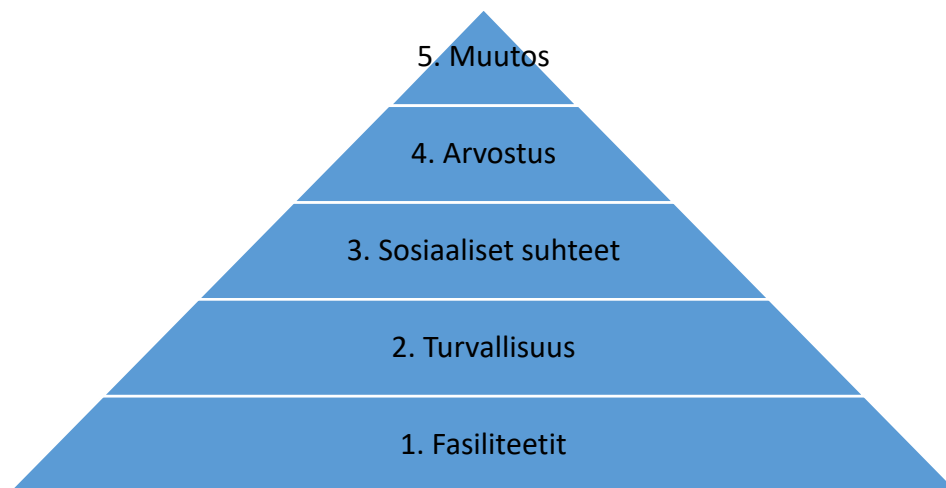 5. Muutos
4. Arvostus
3. Sosiaaliset suhteet
2. Turvallisuus
1. Fasiliteetit